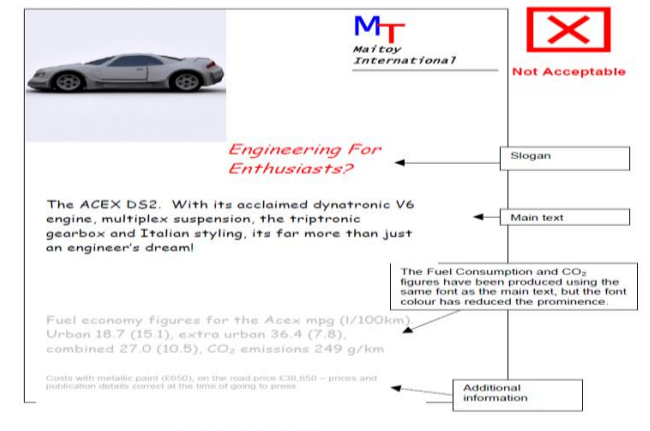 MT
Maitoy
International
Not Acceptable
Engineering For
Enthusiasts?
Slogan
The ACEX DS2. With its acclaimed dynatronic V6
engine, multiplex suspension, the triptronic
gearbox and Italian styling, its far more than just
an engineer's dream!
Main text
The Fuel Consumption and CO₂
figures have been produced using the
same font as the main text, but the font
colour has reduced the prominence.
Fuel economy figures for the Acex mpg (l/100km).
Urban 18.7 (15.1), extra urban 36.4 (7.8),
combined 27.0 (10.5), CO₂ emissions 249 g/km
Costs with metallic paint (£650), on the road price £38,650 – prices and
publication details correct at the time of going to press
Additional
information